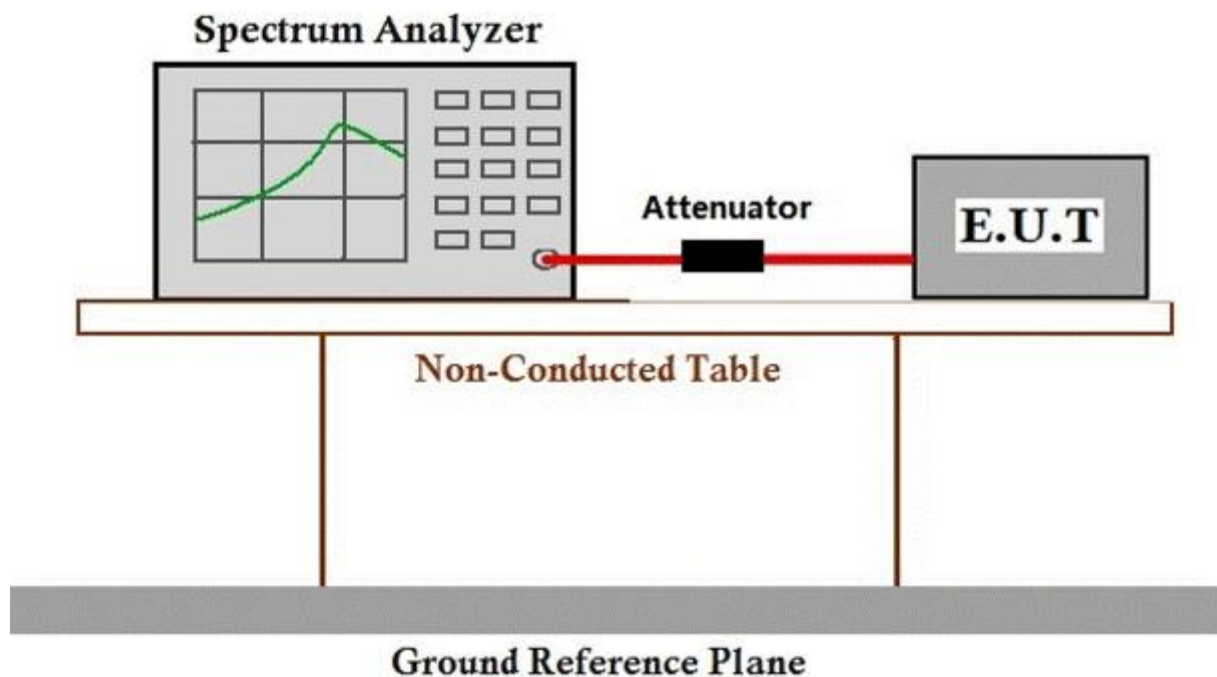 Spectrum Analyzer
Attenuator
E.U.T
Non-Conducted Table
Ground Reference Plane